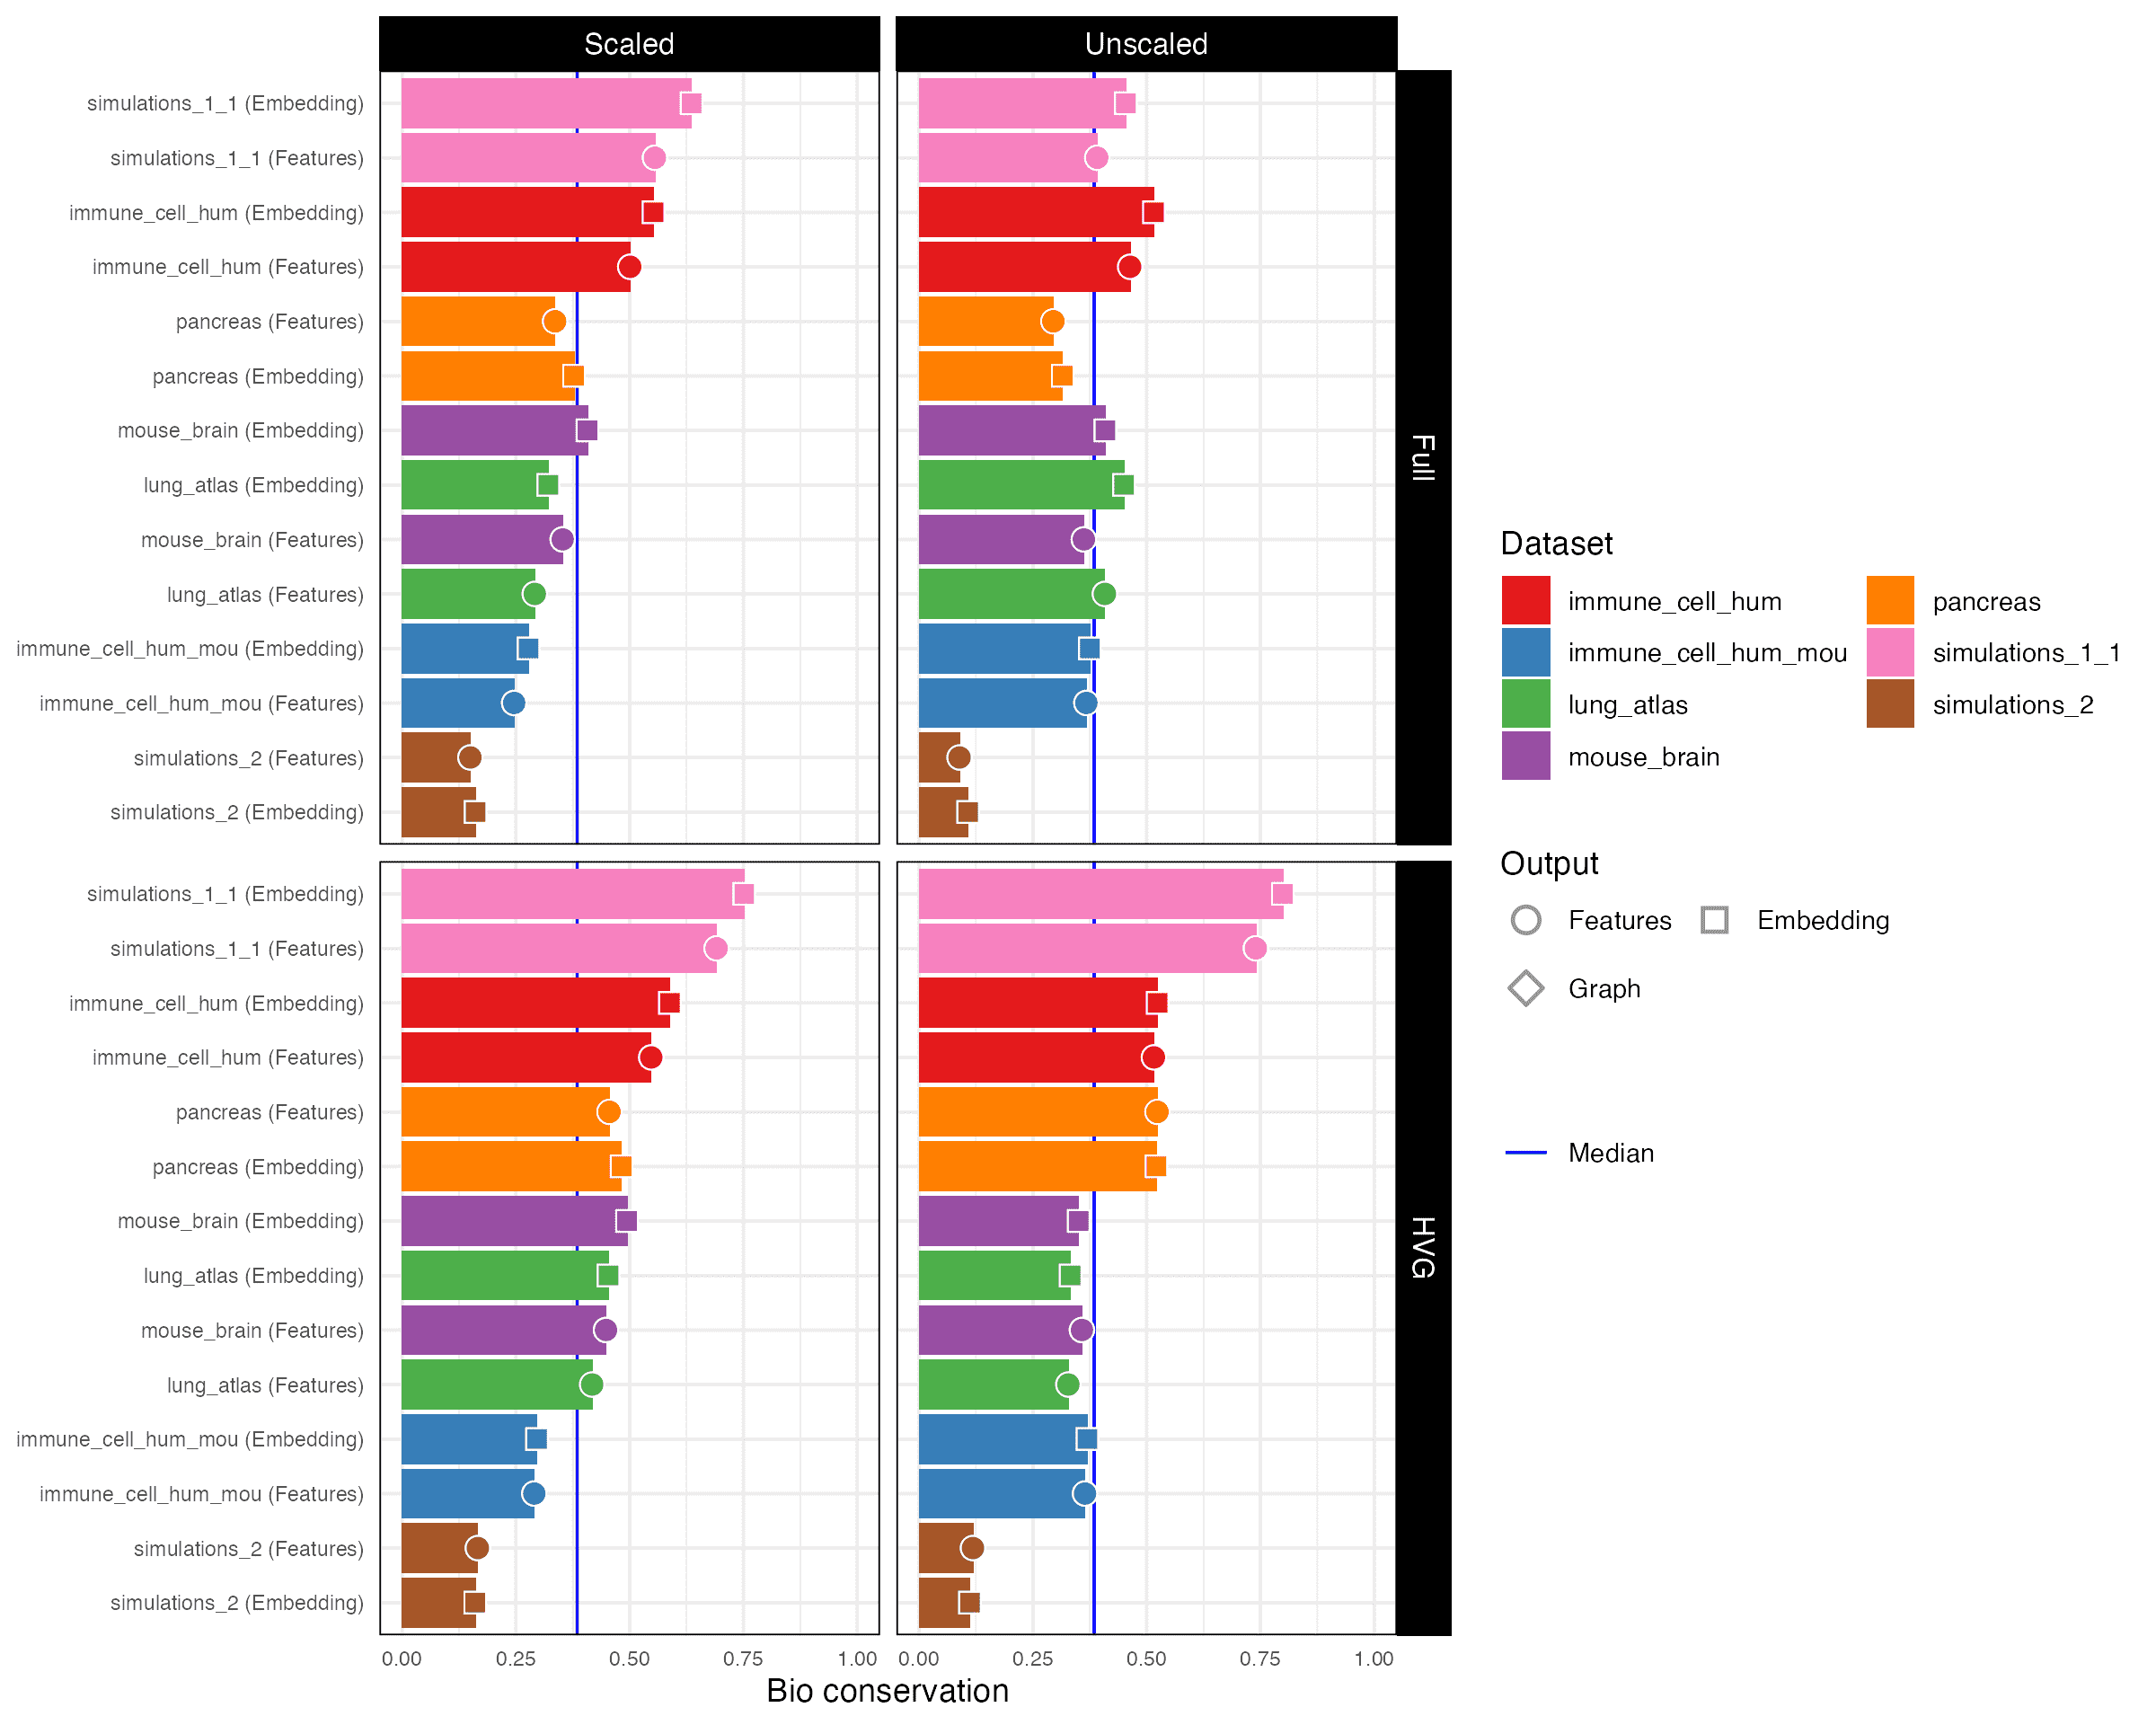 Scaled
Unscaled
simulations_1_1 (Embedding)
simulations_1_1 (Features)
immune_cell_hum (Embedding)
immune_cell_hum (Features)
pancreas (Features)
pancreas (Embedding)
mouse_brain (Embedding)
lung_atlas (Embedding)
mouse_brain (Features)
lung_atlas (Features)
immune_cell_hum_mou (Embedding)
immune_cell_hum_mou (Features)
simulations_2 (Features)
simulations_2 (Embedding)
Full
simulations_1_1 (Embedding)
simulations_1_1 (Features)
immune_cell_hum (Embedding)
immune_cell_hum (Features)
pancreas (Features)
pancreas (Embedding)
mouse_brain (Embedding)
lung_atlas (Embedding)
mouse_brain (Features)
lung_atlas (Features)
immune_cell_hum_mou (Embedding)
immune_cell_hum_mou (Features)
simulations_2 (Features)
simulations_2 (Embedding)
HVG
0.00 0.25 0.50 0.75 1.00
0.00 0.25 0.50 0.75 1.00
Bio conservation
Dataset
immune_cell_hum
immune_cell_hum_mou
lung_atlas
mouse_brain
pancreas
simulations_1_1
simulations_2
Output
Features
Embedding
Graph
Median